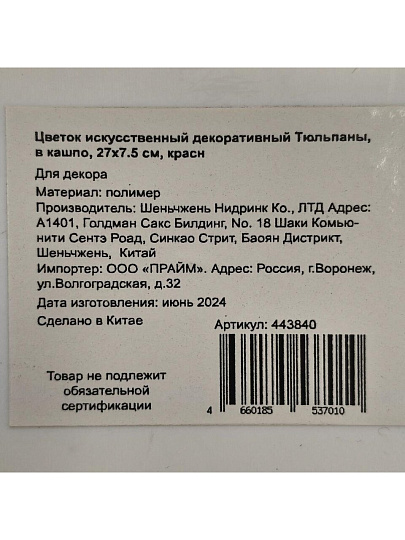 Цветок искусственный декоративный Тюльпаны,
в кашпо, 27х7.5 см, красн
Для декора
Материал: полимер
Производитель: Шеньчжень Нидринк Ко., ЛТД Адрес:
А1401, Голдман Сакс Билдинг, No. 18 Шаки Комью-
нити Сентэ Роад, Синкао Стрит, Баоян Дистрикт,
Шеньчжень, Китай
Импортер: ООО «ПРАЙМ». Адрес: Россия, г.Воронеж,
ул.Волгоградская, д.32
Дата изготовления: июнь 2024
Сделано в Китае
Артикул: 443840
Товар не подлежит
обязательной
сертификации
4 660185 537010